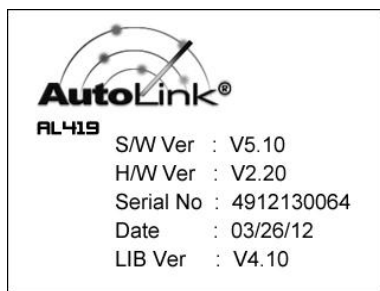 AutoLink®
AL419
S/W Ver : V5.10
H/W Ver : V2.20
Serial No : 4912130064
Date : 03/26/12
LIB Ver : V4.10